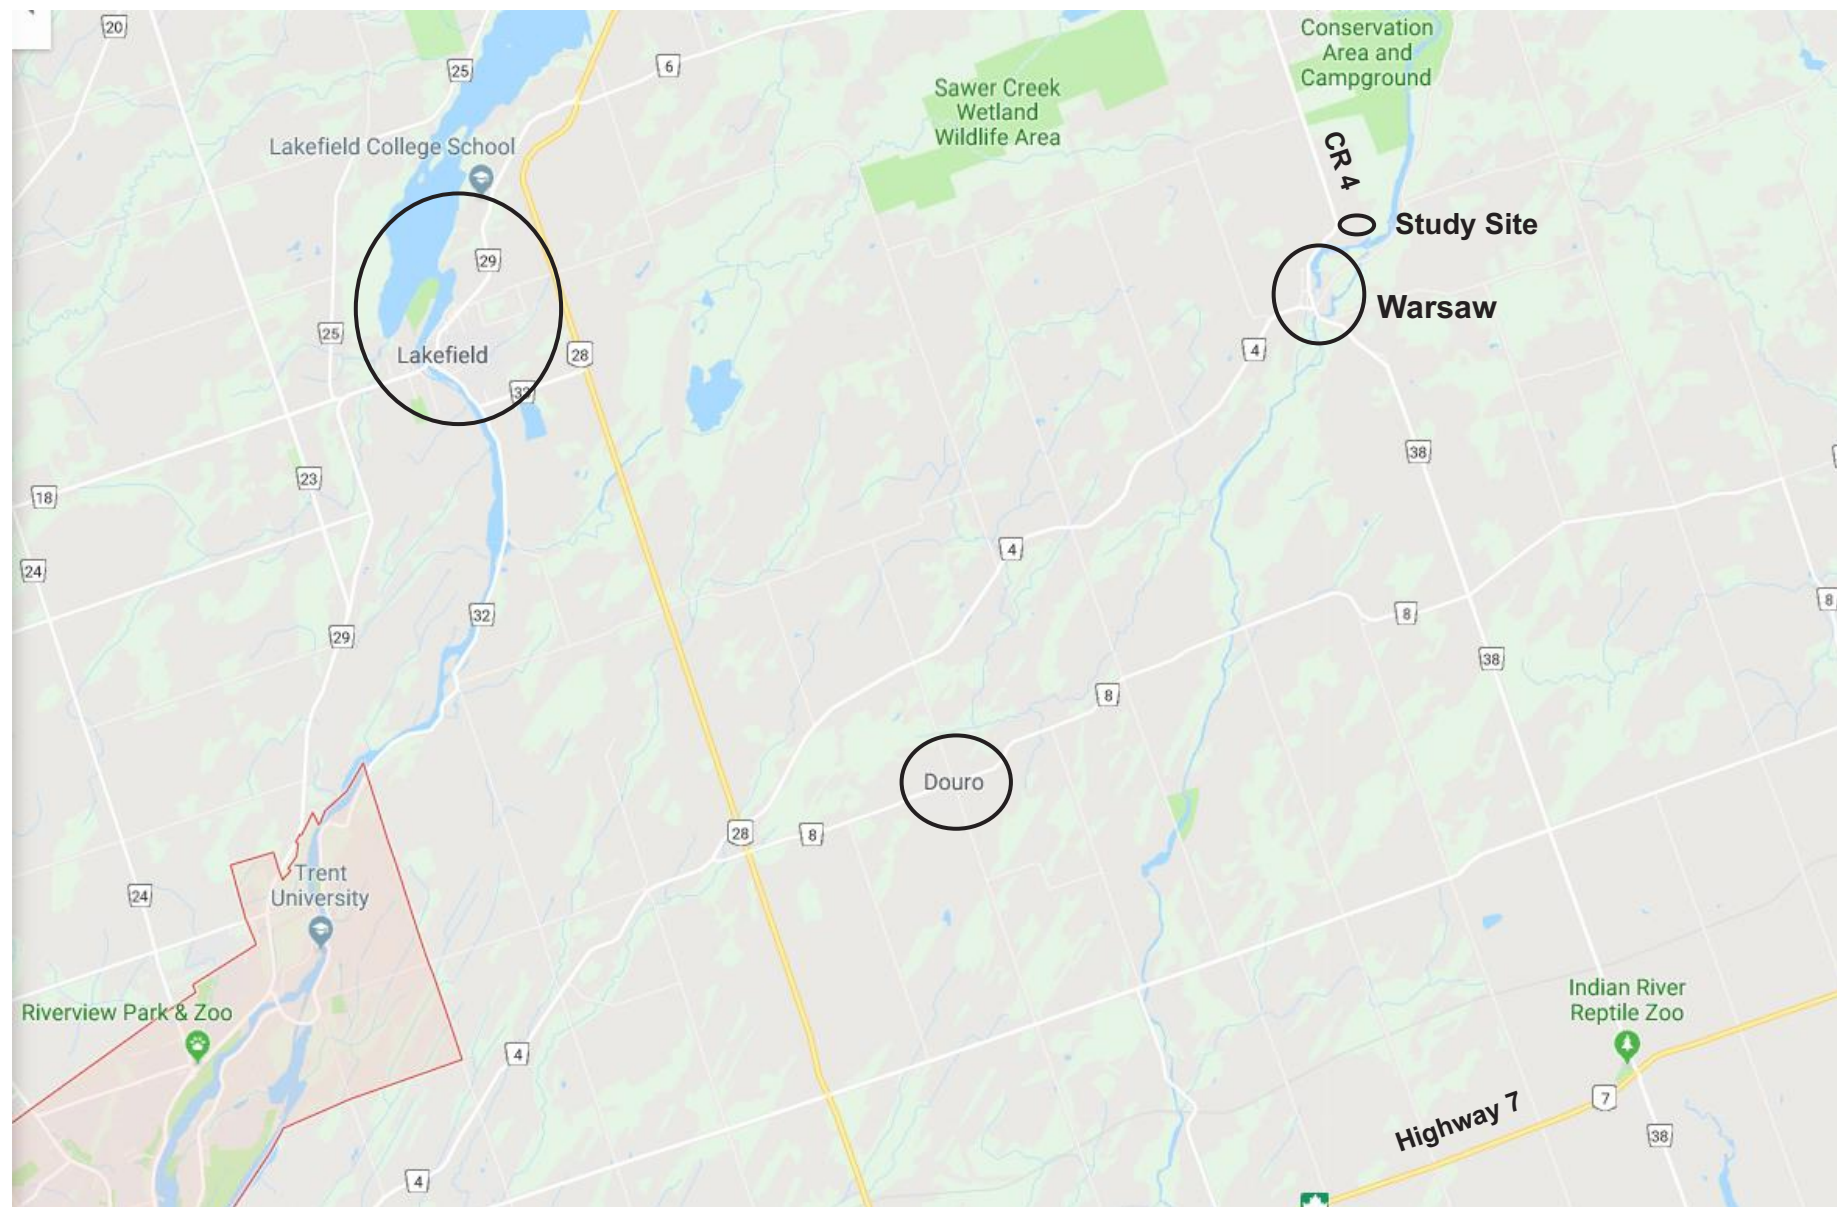 20
25
6
Conservation
Area and
Campground
Sawer Creek
Wetland
Wildlife Area
Lakefield College School
CR 4
Study Site
29
Warsaw
25
Lakefield
28
4
33
38
18
23
4
24
8
8
32
29
38
8
Douro
28
8
Trent
University
24
Riverview Park & Zoo
Indian River
Reptile Zoo
4
7
Highway 7
38
4